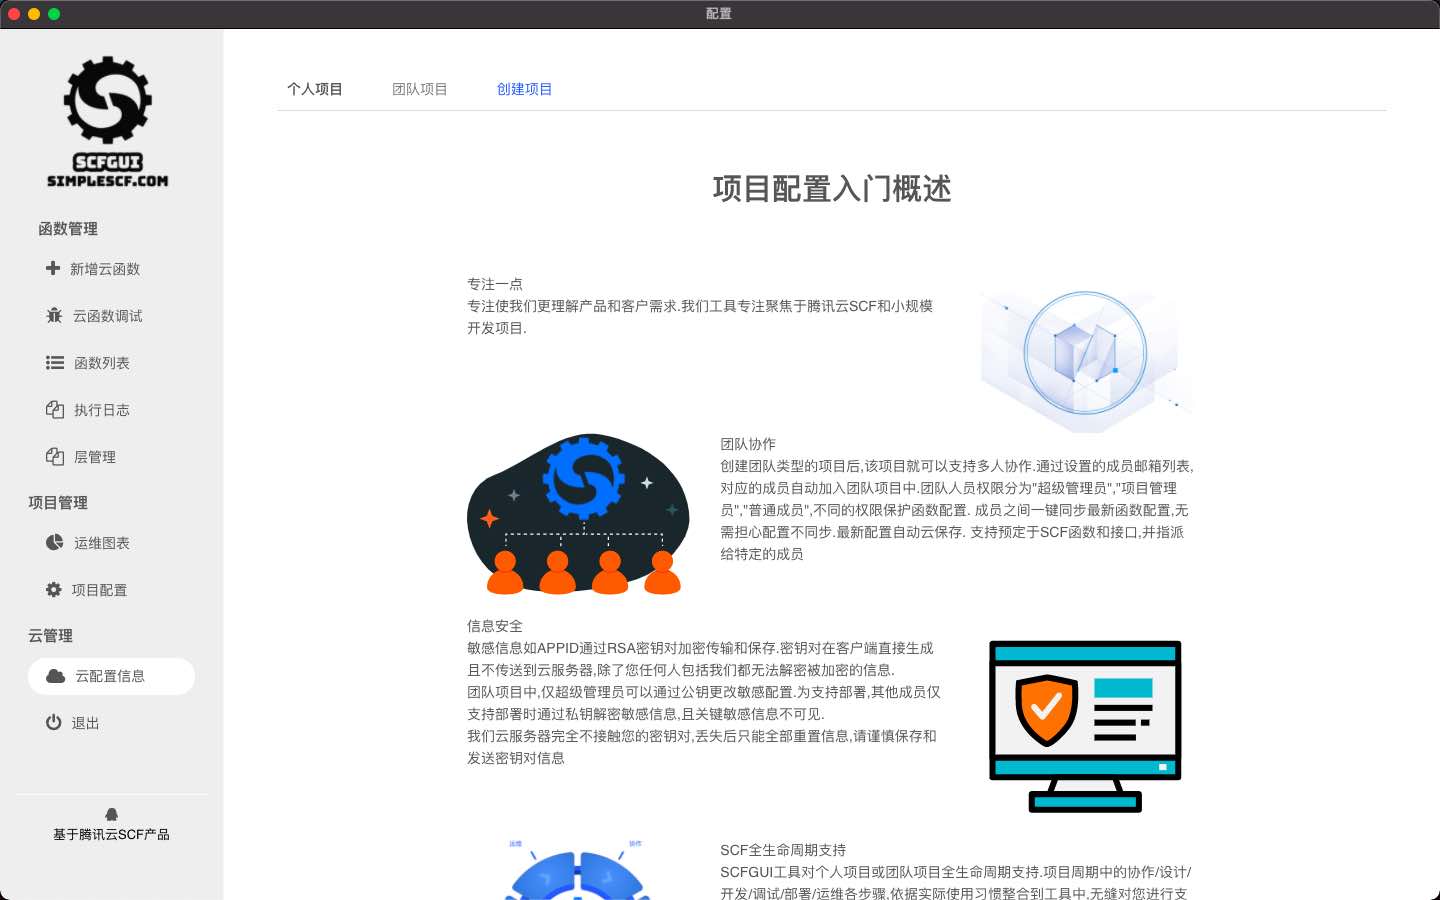 配置
SCFGUI
SIMPLESCF.COM
函数管理
新增云函数
云函数调试
函数列表
执行日志
层管理
项目管理
运维图表
项目配置
云管理
云配置信息
退出
基于腾讯云SCF产品
个人项目
团队项目
创建项目
项目配置入门概述
专注一点
专注使我们更理解产品和客户需求.我们工具专注聚焦于腾讯云SCF和小规模
开发项目.
团队协作
创建团队类型的项目后,该项目就可以支持多人协作.通过设置的成员邮箱列表,
对应的成员自动加入团队项目中.团队人员权限分为"超级管理员","项目管理
员","普通成员",不同的权限保护函数配置. 成员之间一键同步最新函数配置,无
需担心配置不同步.最新配置自动云保存. 支持预定于SCF函数和接口,并指派
给特定的成员
信息安全
敏感信息如APPID通过RSA密钥对加密传输和保存.密钥对在客户端直接生成
且不传送到云服务器,除了您任何人包括我们都无法解密被加密的信息.
团队项目中,仅超级管理员可以通过公钥更改敏感配置.为支持部署,其他成员仅
支持部署时通过私钥解密敏感信息,且关键敏感信息不可见.
我们云服务器完全不接触您的密钥对,丢失后只能全部重置信息,请谨慎保存和
发送密钥对信息
运维
协作
SCF全生命周期支持
SCFGUI工具对个人项目或团队项目全生命周期支持.项目周期中的协作/设计/
开发/调试/部署/运维各步骤,依据实际使用习惯整合到工具中,无缝对您进行支